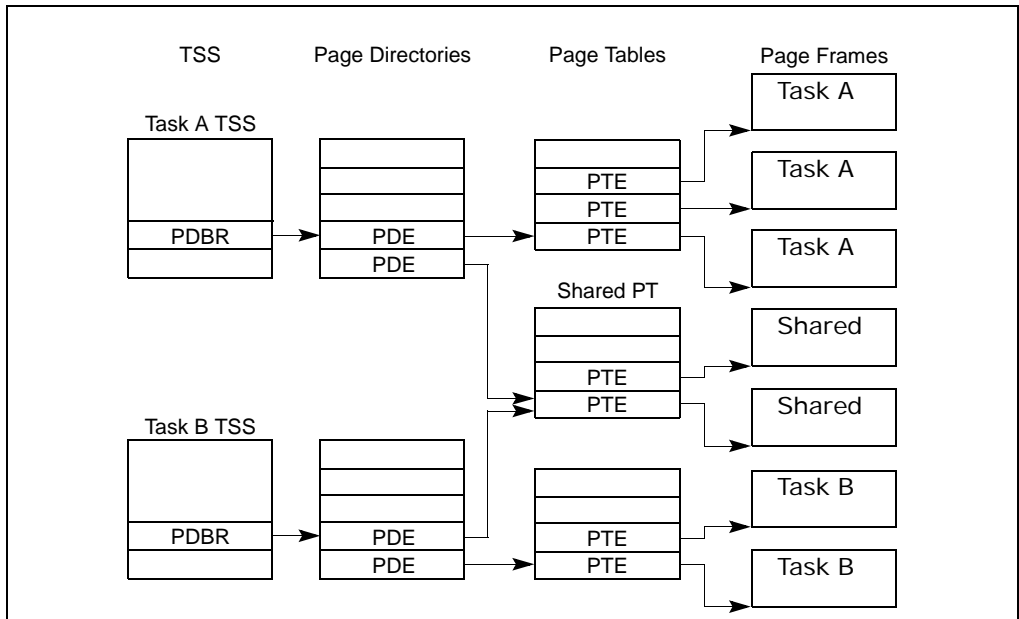 TSS
Page Directories
Page Tables
Page Frames
Task A TSS
PDBR
PDE
PDE
PTE
PTE
PTE
Task A
Task A
Task A
Shared PT
PTE
PTE
Shared
Shared
Task B TSS
PDBR
PDE
PDE
PTE
PTE
Task B
Task B